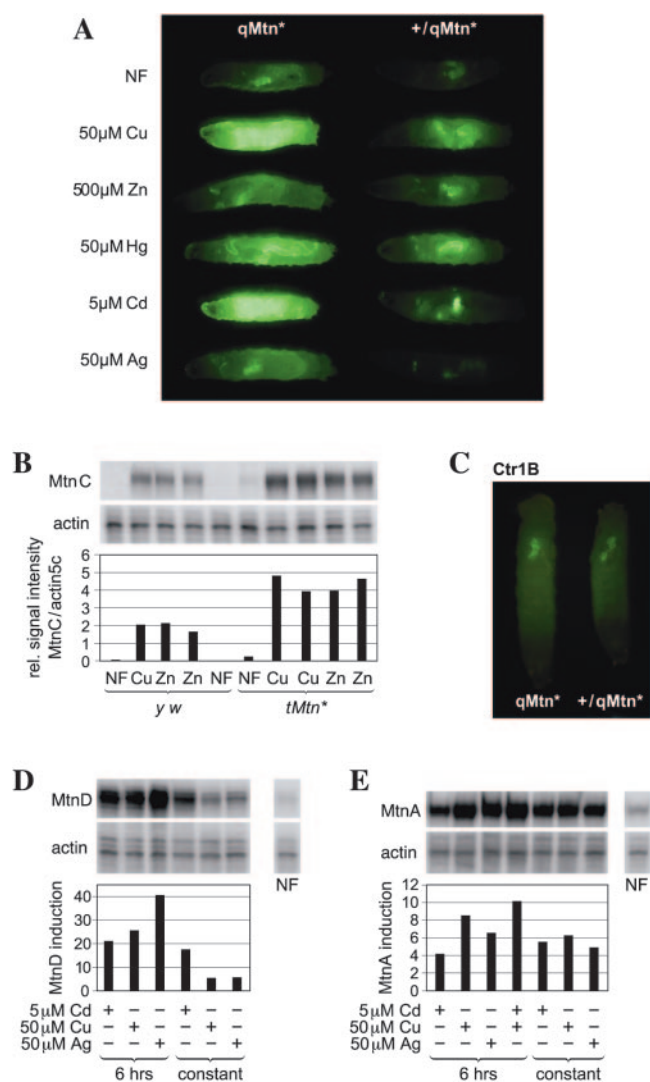 A
qMtn* +/qMtn*
NF
50µM Cu
500µM Zn
50µM Hg
5µM Cd
50µM Ag
B
MtnC
actin
rel. signal intensity
MtnC/actin5c
6
5
4
3
2
1
0
NF Cu Zn Zn NF NF Cu Cu Zn Zn
y w tMtn*
C
Ctr1B
qMtn* +/qMtn*
D
MtnD
actin
NF
MtnD induction
40
30
20
10
0
5µM Cd + − − + − −
50µM Cu − + − − + −
50µM Ag − − + − − +
6 hrs constant
E
MtnA
actin
NF
MtnA induction
12
10
8
6
4
2
0
5µM Cd + − − + + − −
50µM Cu − + − + − + −
50µM Ag − − + − − − +
6 hrs constant